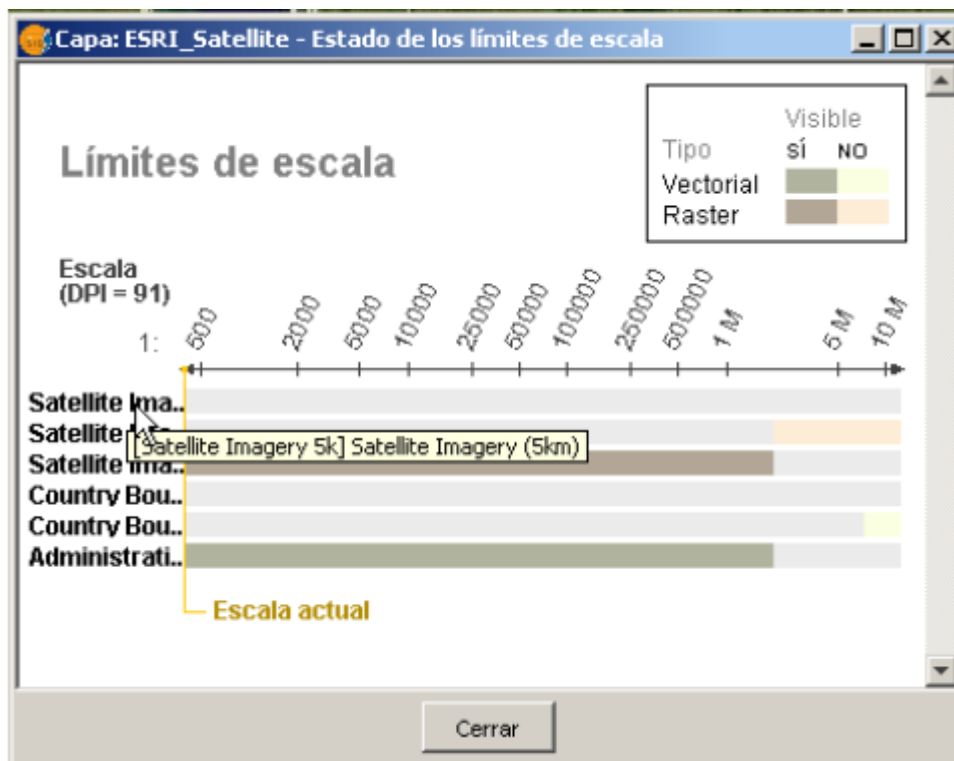 Capa: ESRI_Satellite - Estado de los límites de escala
Límites de escala
Visible
Tipo SÍ NO
Vectorial
Raster
Escala
(DPI = 91)
1: 500 2000 5000 10000 25000 50000 100000 250000 500000 1 M 5 M 10 M
Satellite Ima..
Satellite
[Satellite Imagery 5k] Satellite Imagery (5km)
Satellite Ima..
Country Bou..
Country Bou..
Administrati..
Escala actual
Cerrar